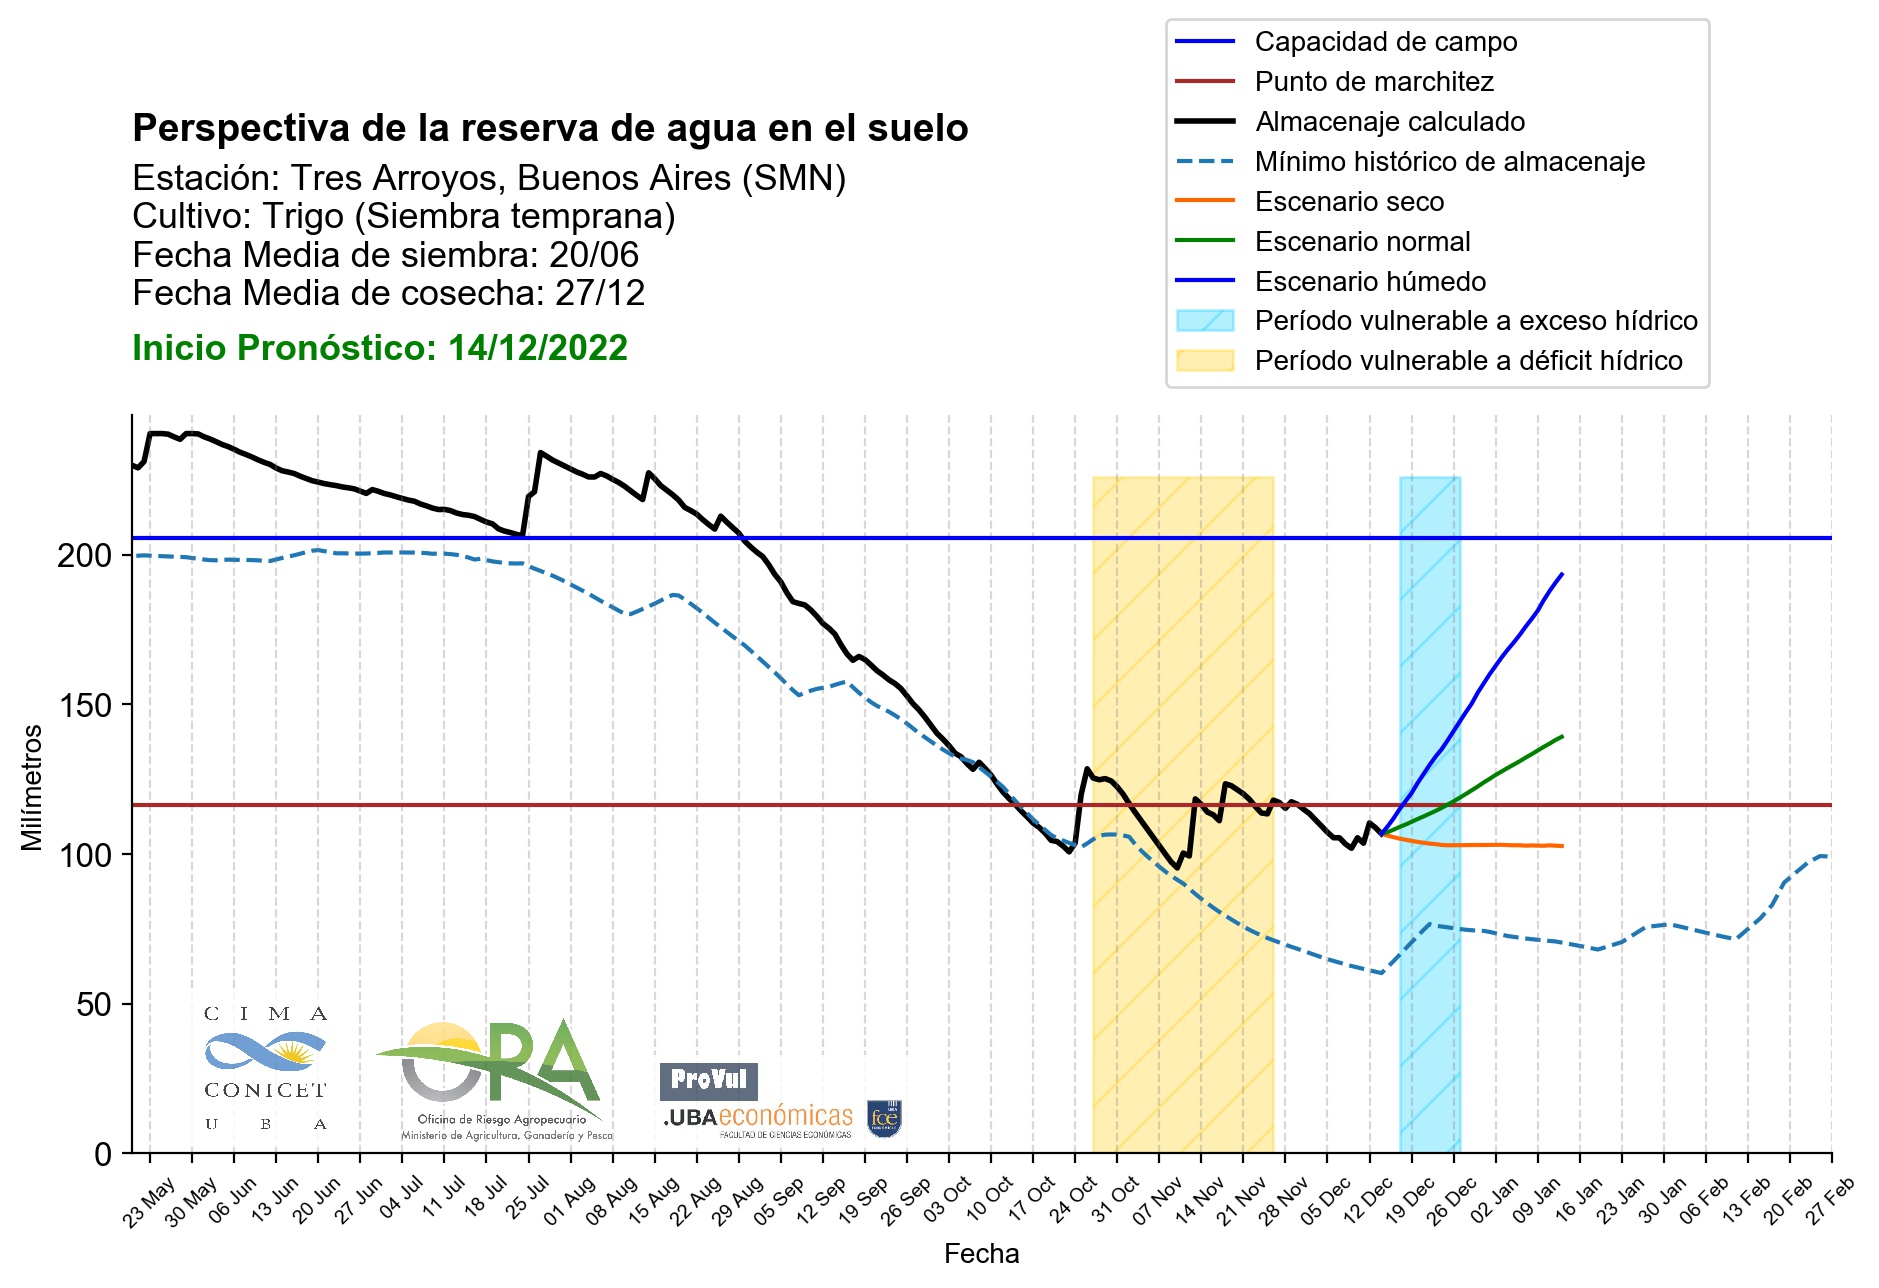 Capacidad de campo
Punto de marchitez
Almacenaje calculado
Mínimo histórico de almacenaje
Escenario seco
Escenario normal
Escenario húmedo
Período vulnerable a exceso hídrico
Período vulnerable a déficit hídrico
Perspectiva de la reserva de agua en el suelo
Estación: Tres Arroyos, Buenos Aires (SMN)
Cultivo: Trigo (Siembra temprana)
Fecha Media de siembra: 20/06
Fecha Media de cosecha: 27/12
Inicio Pronóstico: 14/12/2022
Milímetros
200
150
100
50
0
CIMA
CONICET
UBA
ORA
Oficina de Riesgo Agropecuario
Ministerio de Agricultura, Ganadería y Pesca
ProVul
.UBAeconómicas
FACULTAD DE CIENCIAS ECONÓMICAS
UBA
fce
ECONÓMICAS
23 May
30 May
06 Jun
13 Jun
20 Jun
27 Jun
04 Jul
11 Jul
18 Jul
25 Jul
01 Aug
08 Aug
15 Aug
22 Aug
29 Aug
05 Sep
12 Sep
19 Sep
26 Sep
03 Oct
10 Oct
17 Oct
24 Oct
31 Oct
07 Nov
14 Nov
21 Nov
28 Nov
05 Dec
12 Dec
19 Dec
26 Dec
02 Jan
09 Jan
16 Jan
23 Jan
30 Jan
06 Feb
13 Feb
20 Feb
27 Feb
Fecha